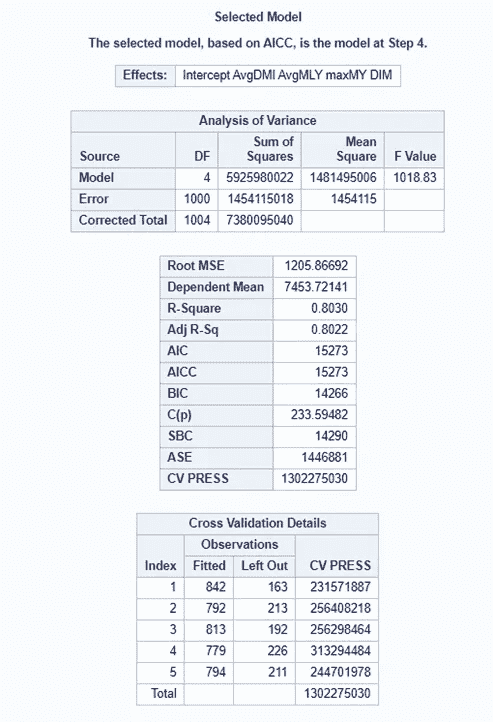 Selected Model
The selected model, based on AICC, is the model at Step 4.
Effects: Intercept AvgDMI AvgMLY maxMY DIM
Analysis of Variance
Source DF Sum of Squares Mean Square F Value
Model 4 5925980022 1481495006 1018.83
Error 1000 1454115018 1454115
Corrected Total 1004 7380095040
Root MSE 1205.86692
Dependent Mean 7453.72141
R-Square 0.8030
Adj R-Sq 0.8022
AIC 15273
AICC 15273
BIC 14266
C(p) 233.59482
SBC 14290
ASE 1446881
CV PRESS 1302275030
Cross Validation Details
Observations
Index Fitted Left Out CV PRESS
1 842 163 231571887
2 792 213 256408218
3 813 192 256298464
4 779 226 313294484
5 794 211 244701978
Total 1302275030